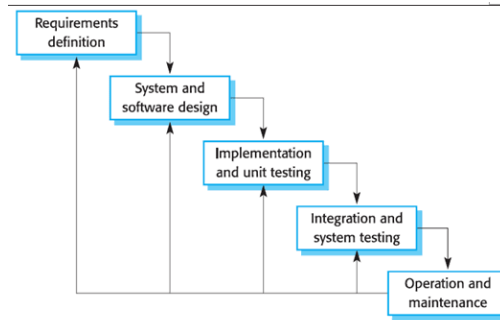 Requirements
definition
System and
software design
Implementation
and unit testing
Integration and
system testing
Operation and
maintenance